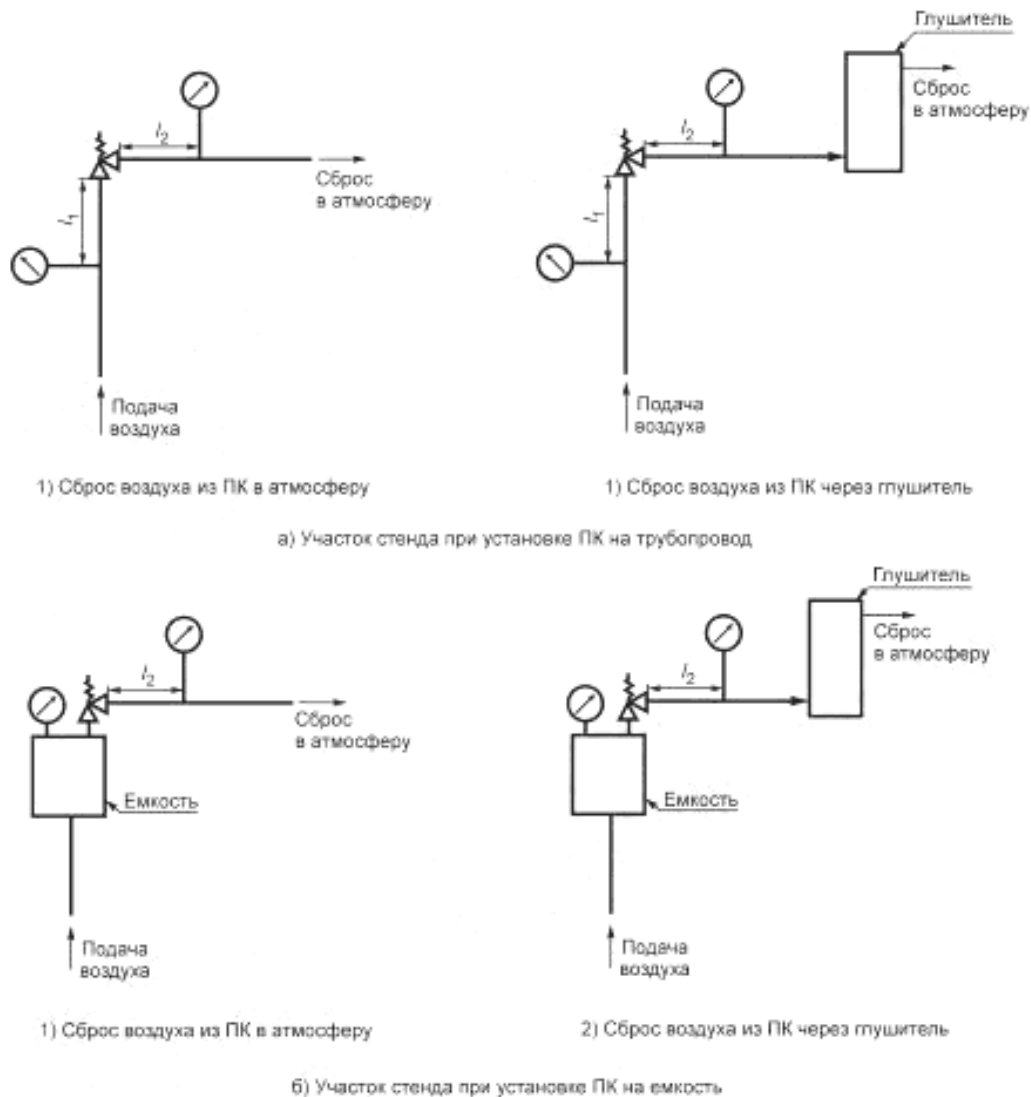 Глушитель
Сброс
в атмосферу
l2
Сброс
в атмосферу
l1
Подача
воздуха
l2
l1
Подача
воздуха
1) Сброс воздуха из ПК в атмосферу
1) Сброс воздуха из ПК через глушитель
а) Участок стенда при установке ПК на трубопровод
Глушитель
Сброс
в атмосферу
l2
Сброс
в атмосферу
Емкость
Подача
воздуха
l2
Емкость
Подача
воздуха
1) Сброс воздуха из ПК в атмосферу
2) Сброс воздуха из ПК через глушитель
б) Участок стенда при установке ПК на емкость